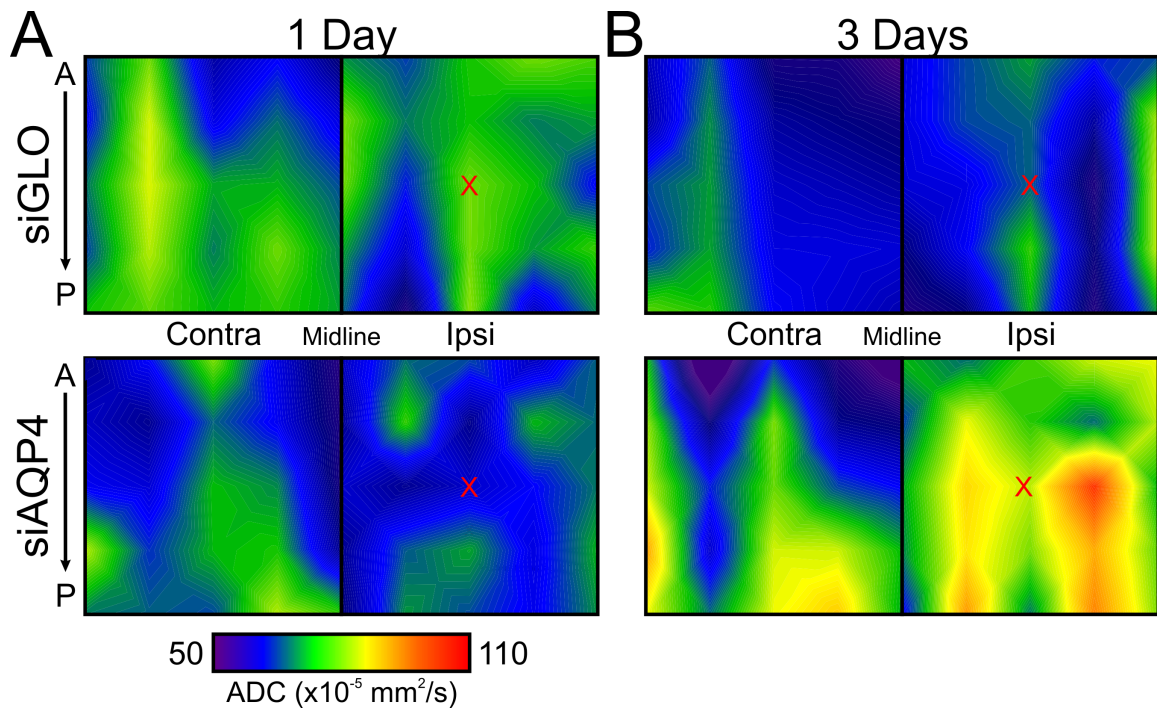 A
1 Day
B
3 Days
A
siGLO
P
X
X
Contra
Midline
Ipsi
Contra
Midline
Ipsi
A
siAQP4
P
X
X
50
110
ADC (x10⁻⁵ mm²/s)